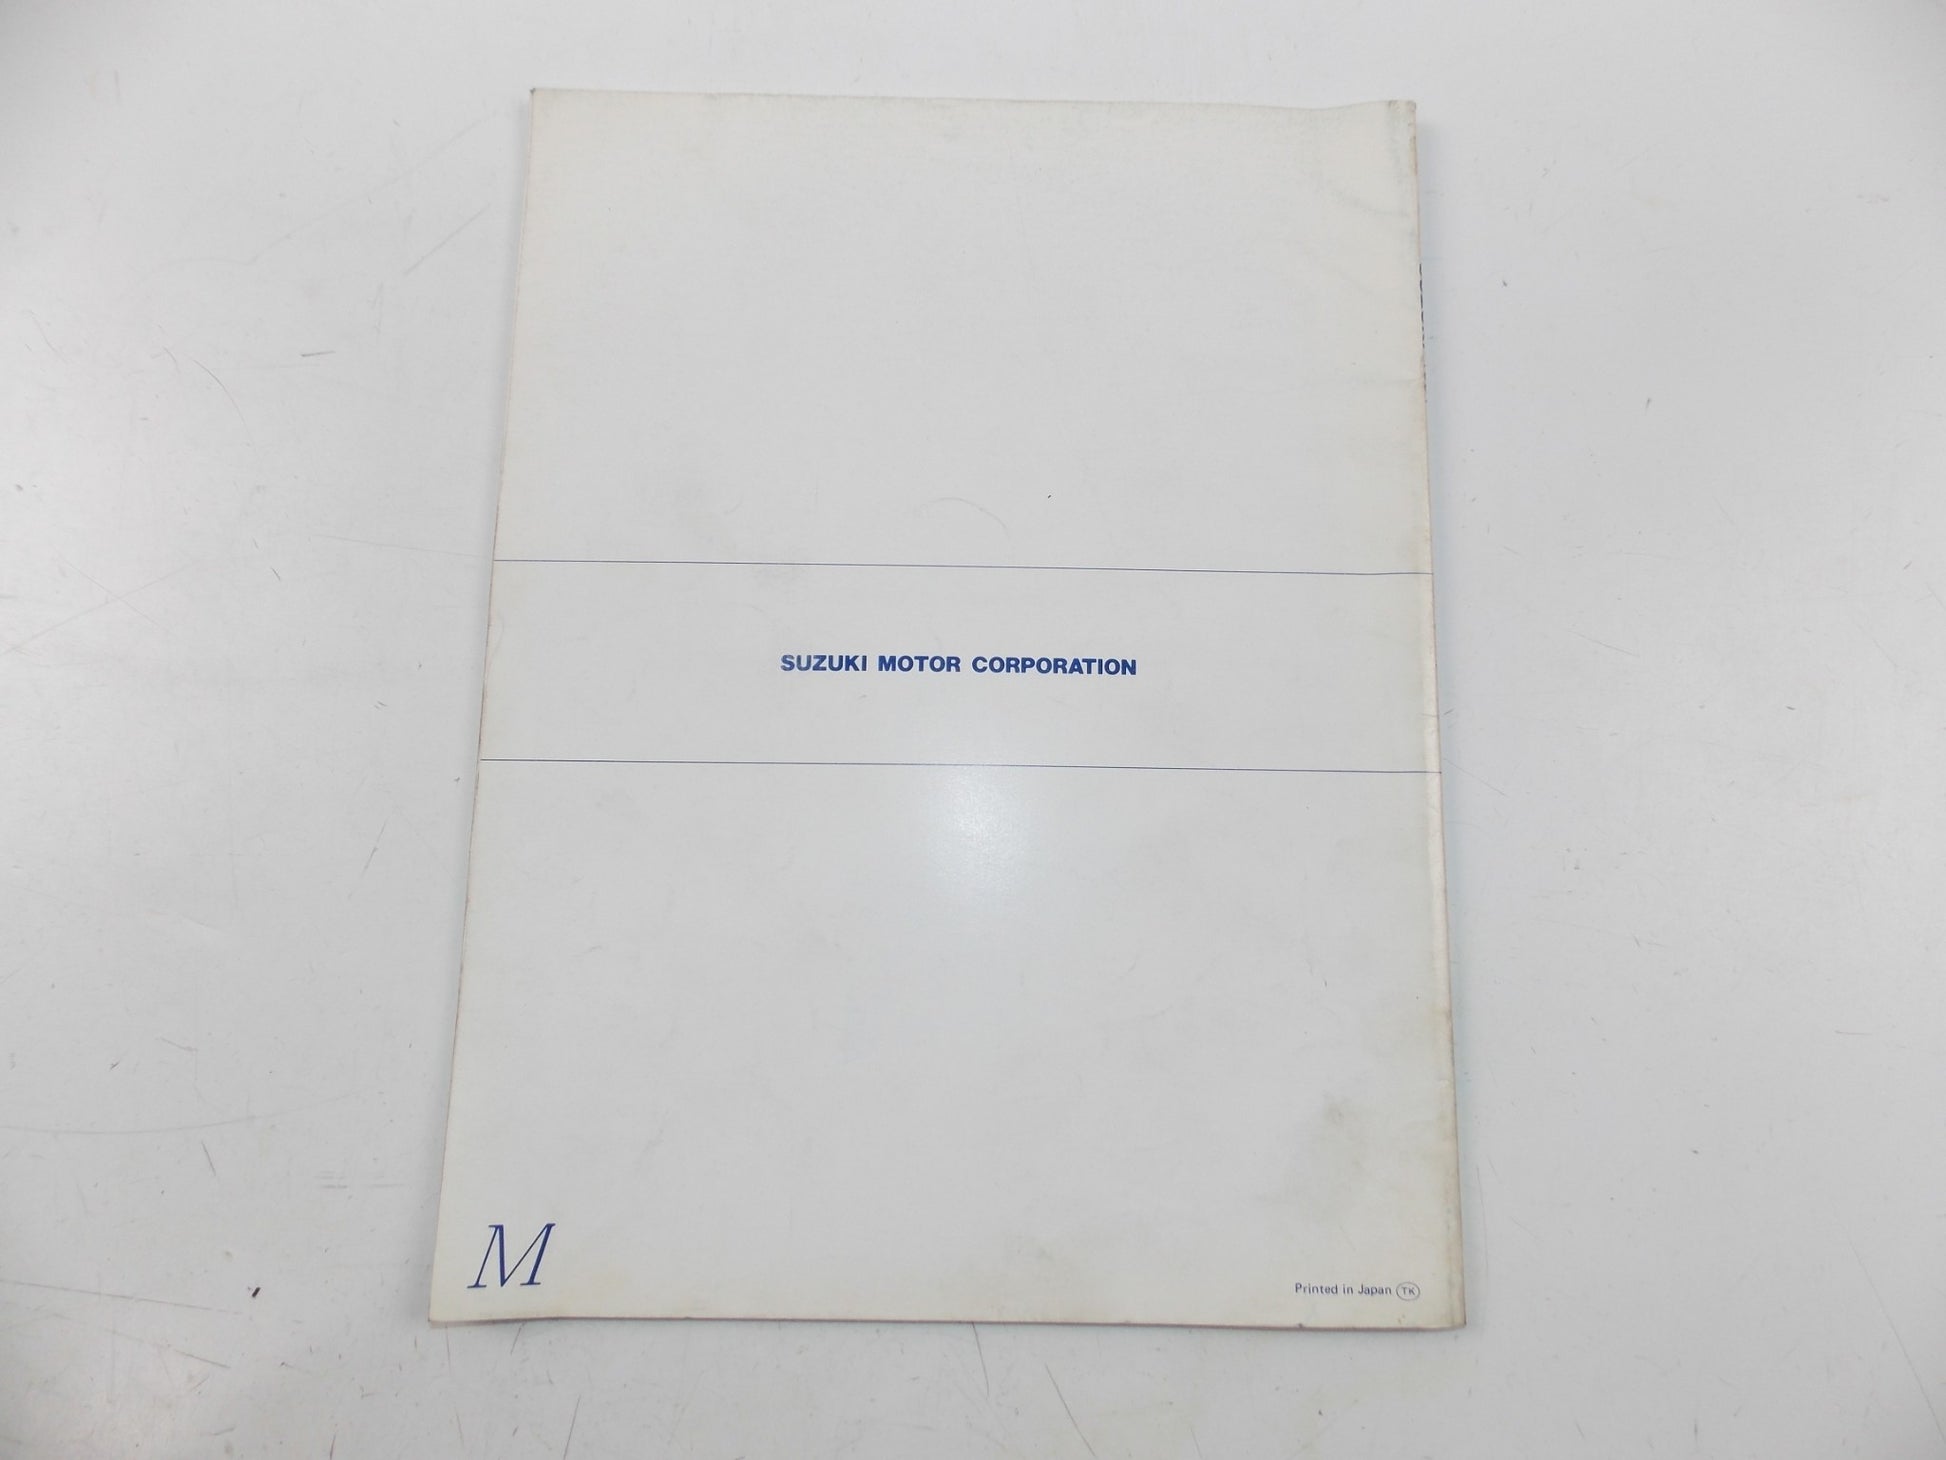 SUZUKI MOTOR CORPORATION
M
Printed in Japan TK